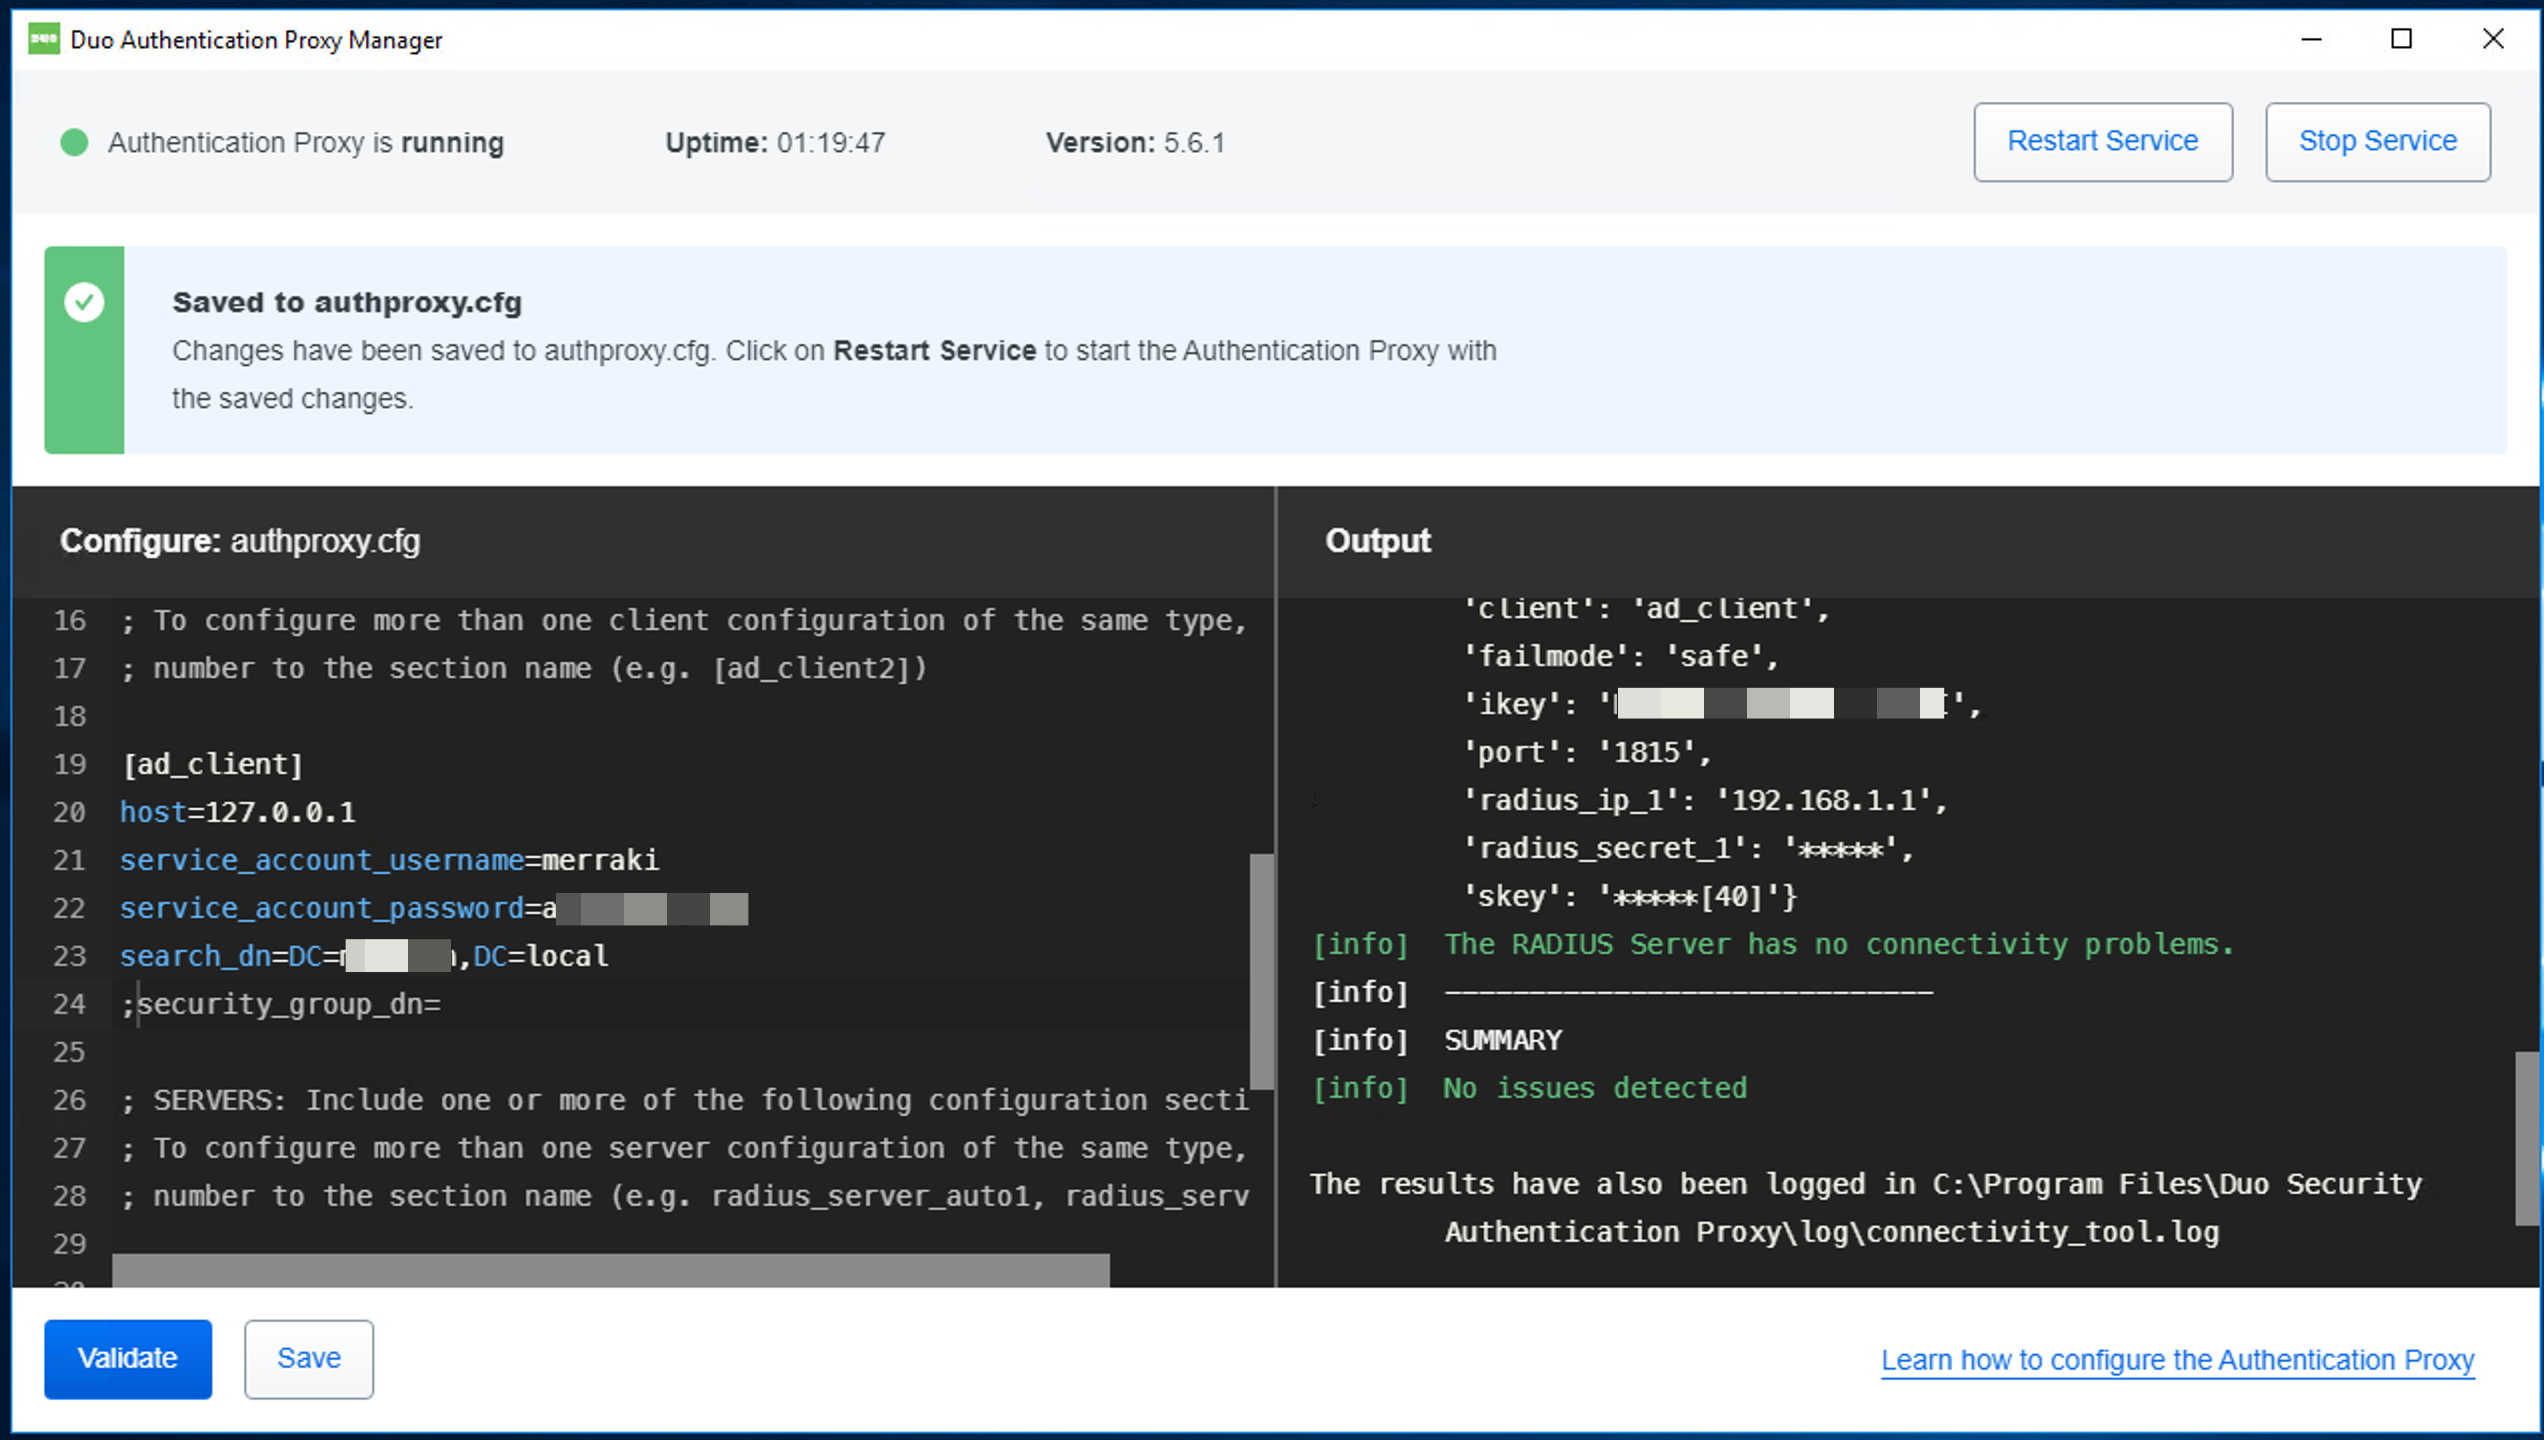 Duo Authentication Proxy Manager
Authentication Proxy is running
Uptime: 01:19:47
Version: 5.6.1
Restart Service
Stop Service
Saved to authproxy.cfg
Changes have been saved to authproxy.cfg. Click on Restart Service to start the Authentication Proxy with
the saved changes.
Configure: authproxy.cfg
16 ; To configure more than one client configuration of the same type,
17 ; number to the section name (e.g. [ad_client2])
18
19 [ad_client]
20 host=127.0.0.1
21 service_account_username=merraki
22 service_account_password=a
23 search_dn=DC= ,DC=local
24 ;security_group_dn=
25
26 ; SERVERS: Include one or more of the following configuration secti
27 ; To configure more than one server configuration of the same type,
28 ; number to the section name (e.g. radius_server_auto1, radius_serv
29
Output
'client': 'ad_client',
'failmode': 'safe',
'ikey': ' ',
'port': '1815',
'radius_ip_1': '192.168.1.1',
'radius_secret_1': '*****',
'skey': '*****[40]'}
[info] The RADIUS Server has no connectivity problems.
[info] -----------------------------
[info] SUMMARY
[info] No issues detected
The results have also been logged in C:\Program Files\Duo Security
Authentication Proxy\log\connectivity_tool.log
Validate
Save
Learn how to configure the Authentication Proxy